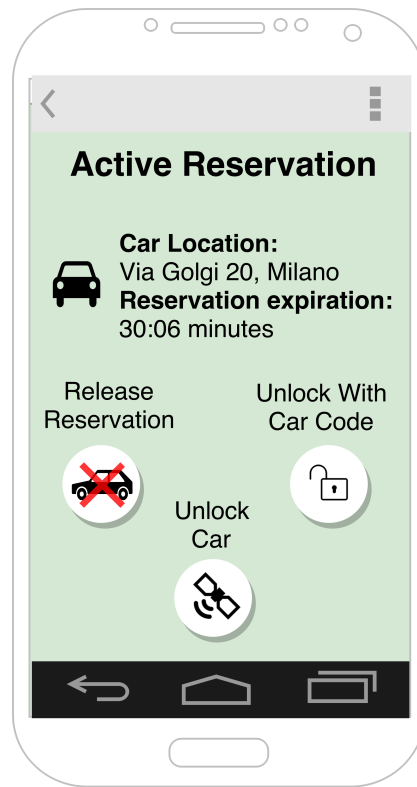 Active Reservation
Car Location:
Via Golgi 20, Milano
Reservation expiration:
30:06 minutes
Release
Reservation
Unlock With
Car Code
Unlock
Car